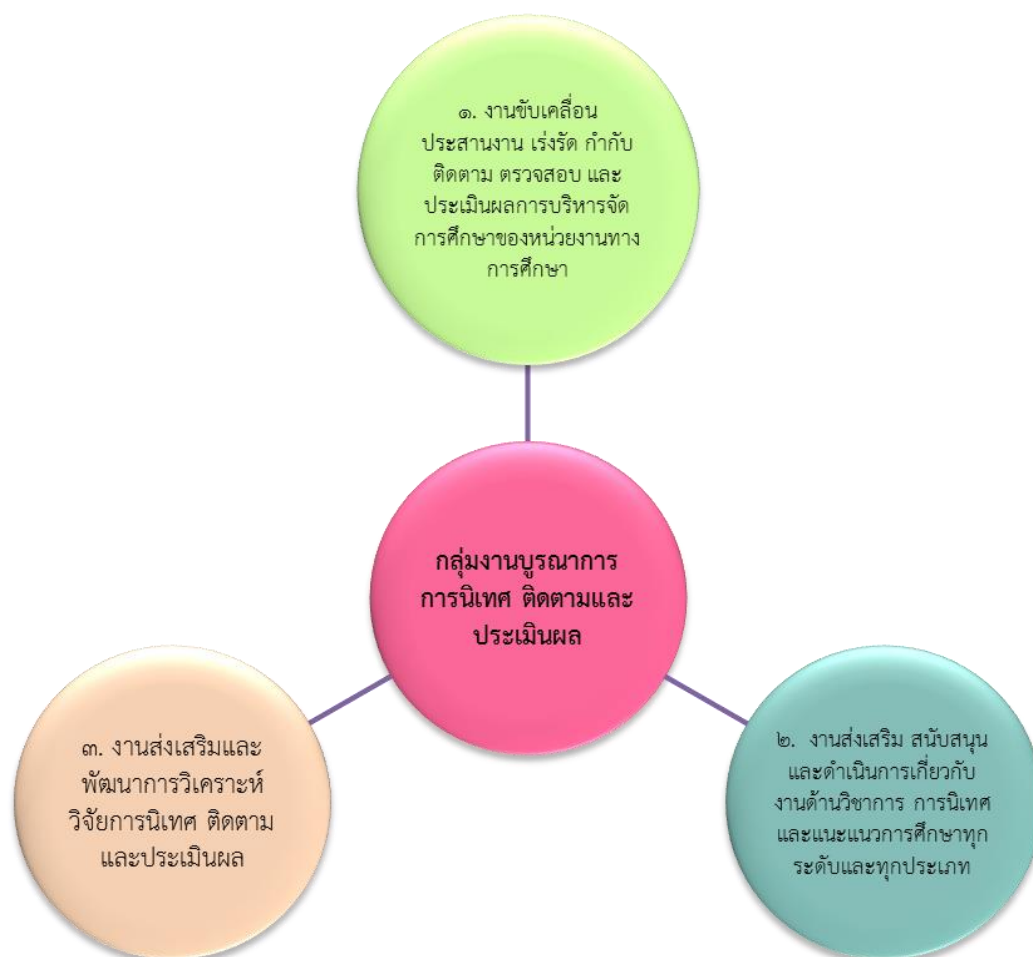 ๑. งานขับเคลื่อน
ประสานงาน เร่งรัด กำกับ
ติดตาม ตรวจสอบ และ
ประเมินผลการบริหารจัด
การศึกษาของหน่วยงานทาง
การศึกษา
กลุ่มงานบูรณาการ
การนิเทศ ติดตามและ
ประเมินผล
๒. งานส่งเสริม สนับสนุน
และดำเนินการเกี่ยวกับ
งานด้านวิชาการ การนิเทศ
และแนะแนวการศึกษาทุก
ระดับและทุกประเภท
๓. งานส่งเสริมและ
พัฒนาการวิเคราะห์
วิจัยการนิเทศ ติดตาม
และประเมินผล